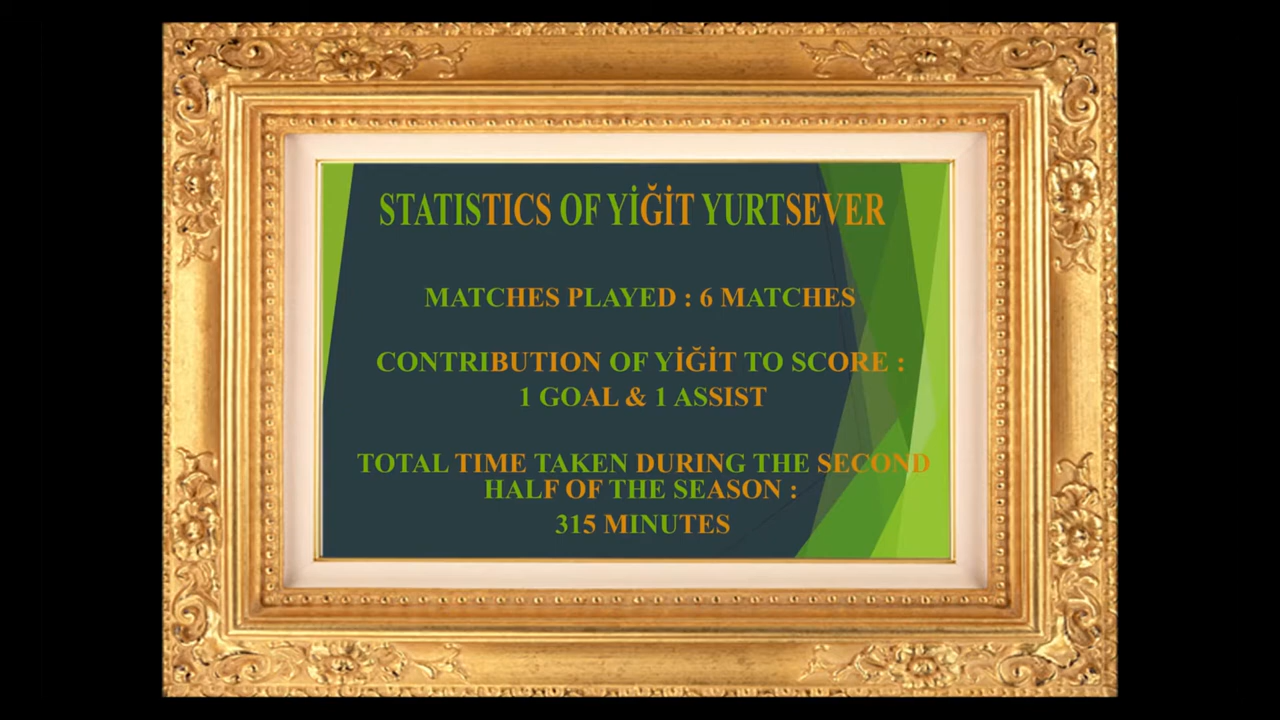 STATISTICS OF YİĞİT YURTSEVER
MATCHES PLAYED : 6 MATCHES
CONTRIBUTION OF YİĞİT TO SCORE :
1 GOAL & 1 ASSIST
TOTAL TIME TAKEN DURING THE SECOND
HALF OF THE SEASON :
315 MINUTES